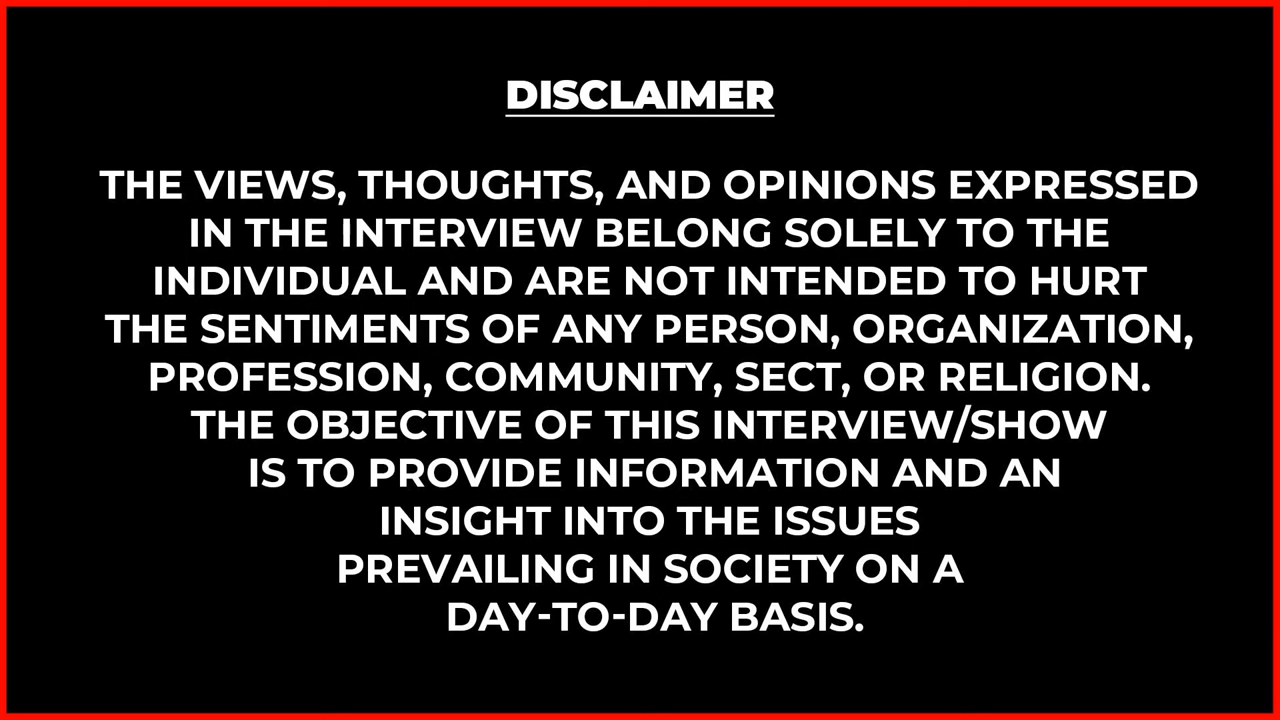 DISCLAIMER
THE VIEWS, THOUGHTS, AND OPINIONS EXPRESSED
IN THE INTERVIEW BELONG SOLELY TO THE
INDIVIDUAL AND ARE NOT INTENDED TO HURT
THE SENTIMENTS OF ANY PERSON, ORGANIZATION,
PROFESSION, COMMUNITY, SECT, OR RELIGION.
THE OBJECTIVE OF THIS INTERVIEW/SHOW
IS TO PROVIDE INFORMATION AND AN
INSIGHT INTO THE ISSUES
PREVAILING IN SOCIETY ON A
DAY-TO-DAY BASIS.